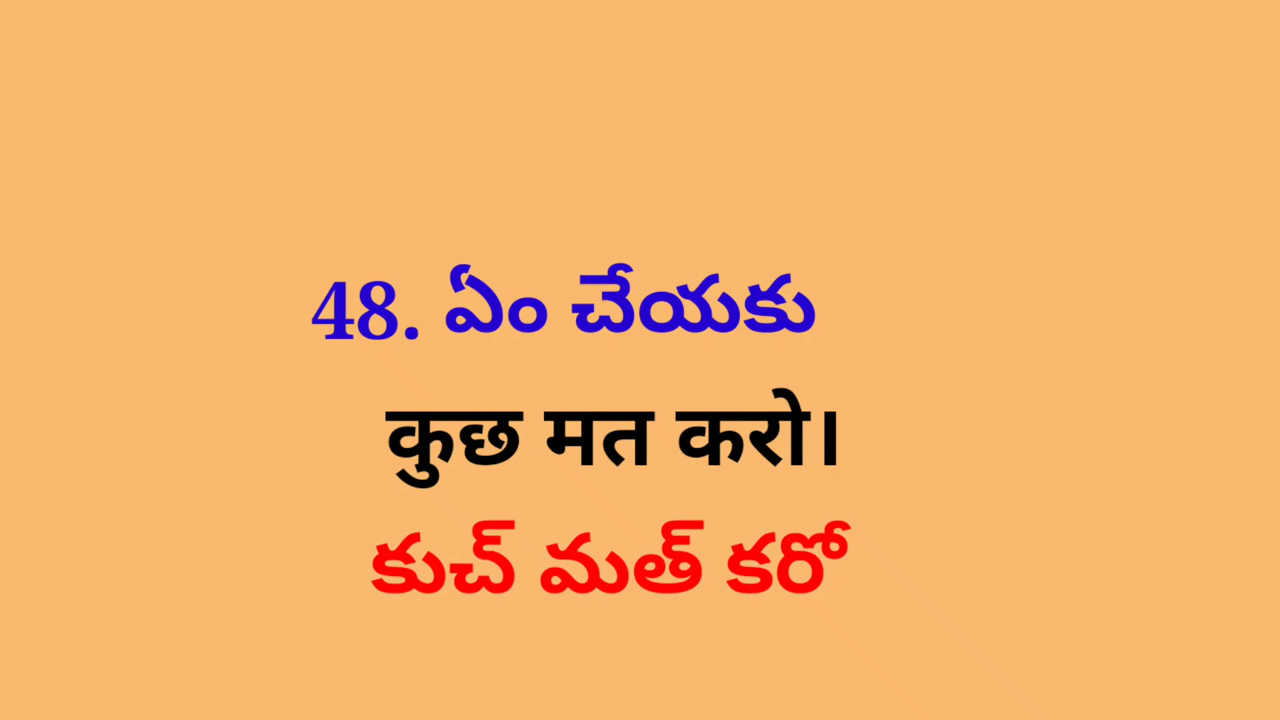 48. ఏం చేయకు
कुछ मत करो।
కుచ్ మత్ కరో